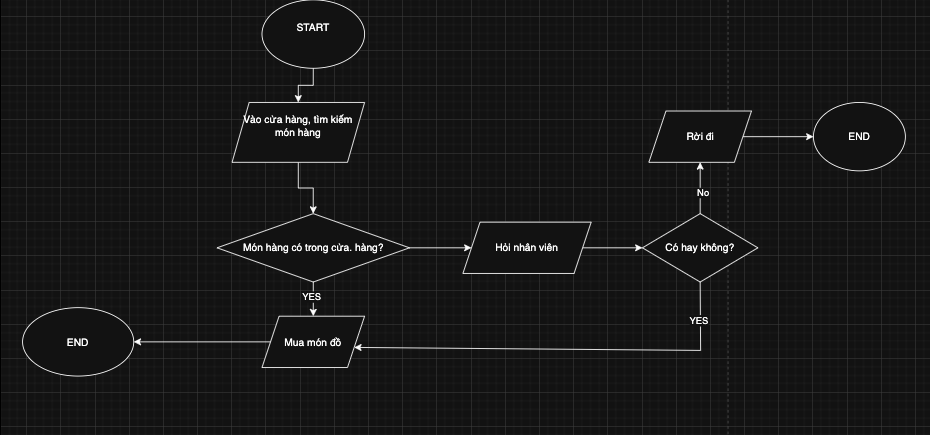 START
Vào cửa hàng, tìm kiếm
món hàng
Rời đi
END
No
Món hàng có trong cửa. hàng?
Hỏi nhân viên
Có hay không?
YES
YES
END
Mua món đồ